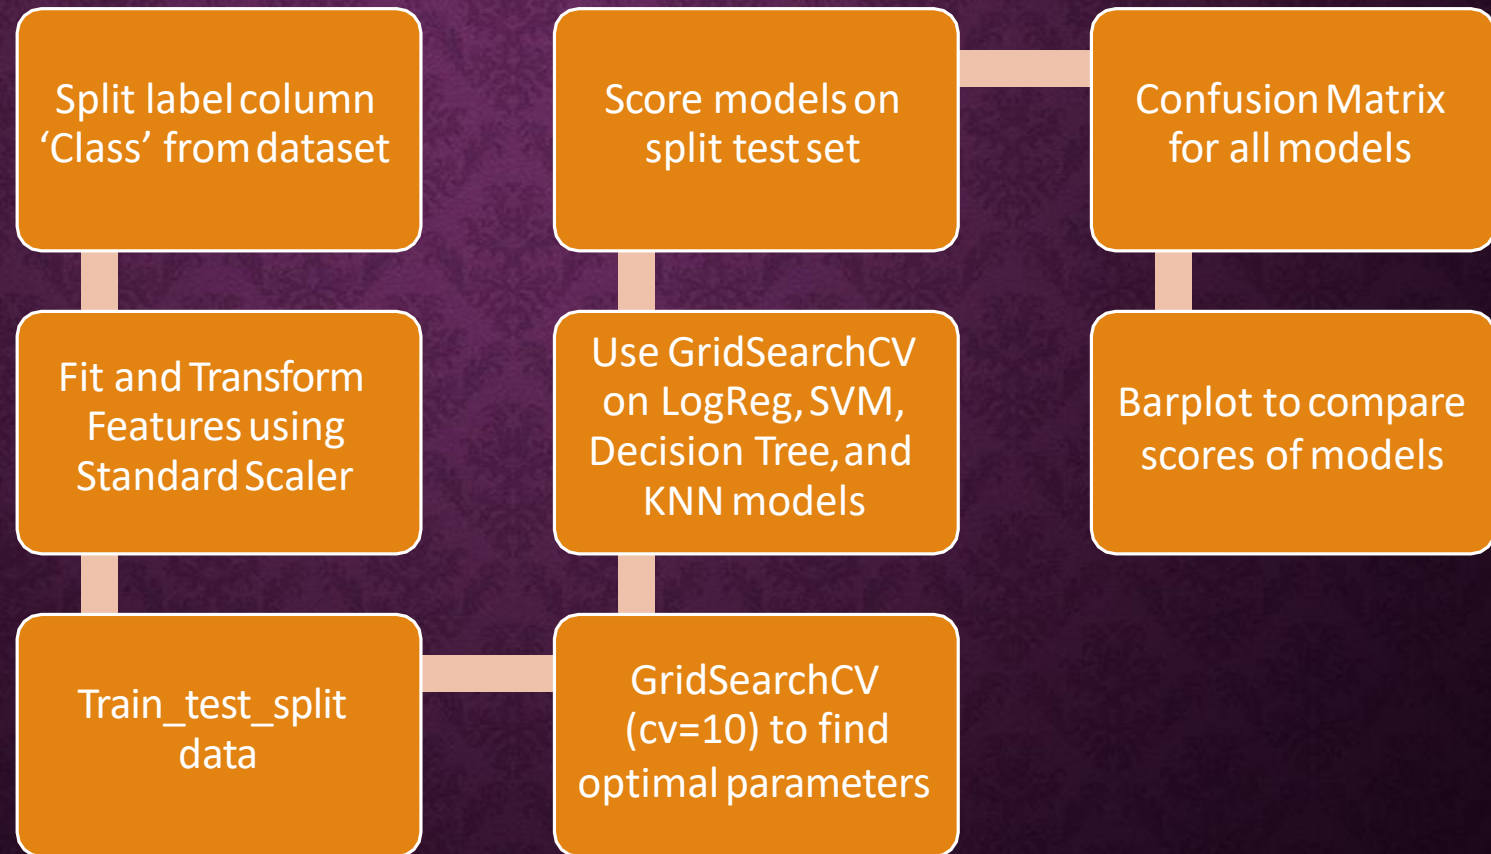 Split label column
‘Class’ from dataset
Fit and Transform
Features using
Standard Scaler
Train_test_split
data
GridSearchCV
(cv=10) to find
optimal parameters
Use GridSearchCV
on LogReg, SVM,
Decision Tree, and
KNN models
Score models on
split test set
Confusion Matrix
for all models
Barplot to compare
scores of models